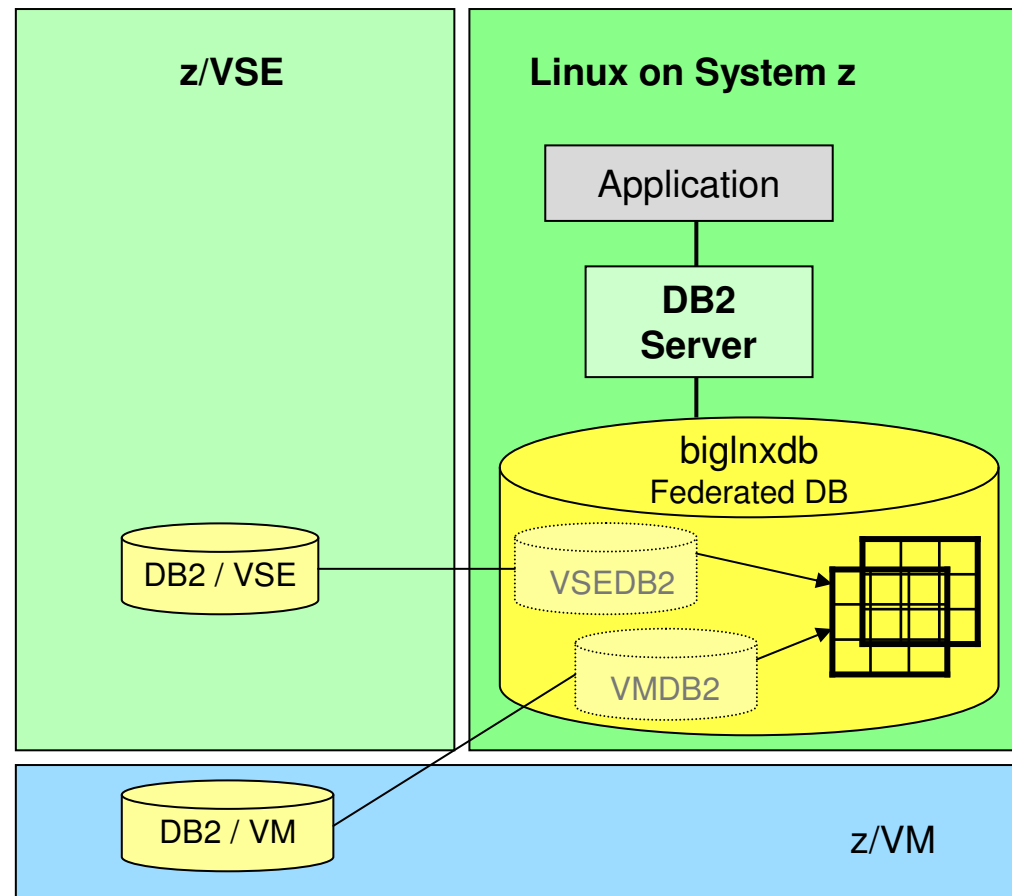 z/VSE
Linux on System z
Application
DB2
Server
biglnxdb
Federated DB
DB2 / VSE
VSEDB2
VMDB2
DB2 / VM
z/VM